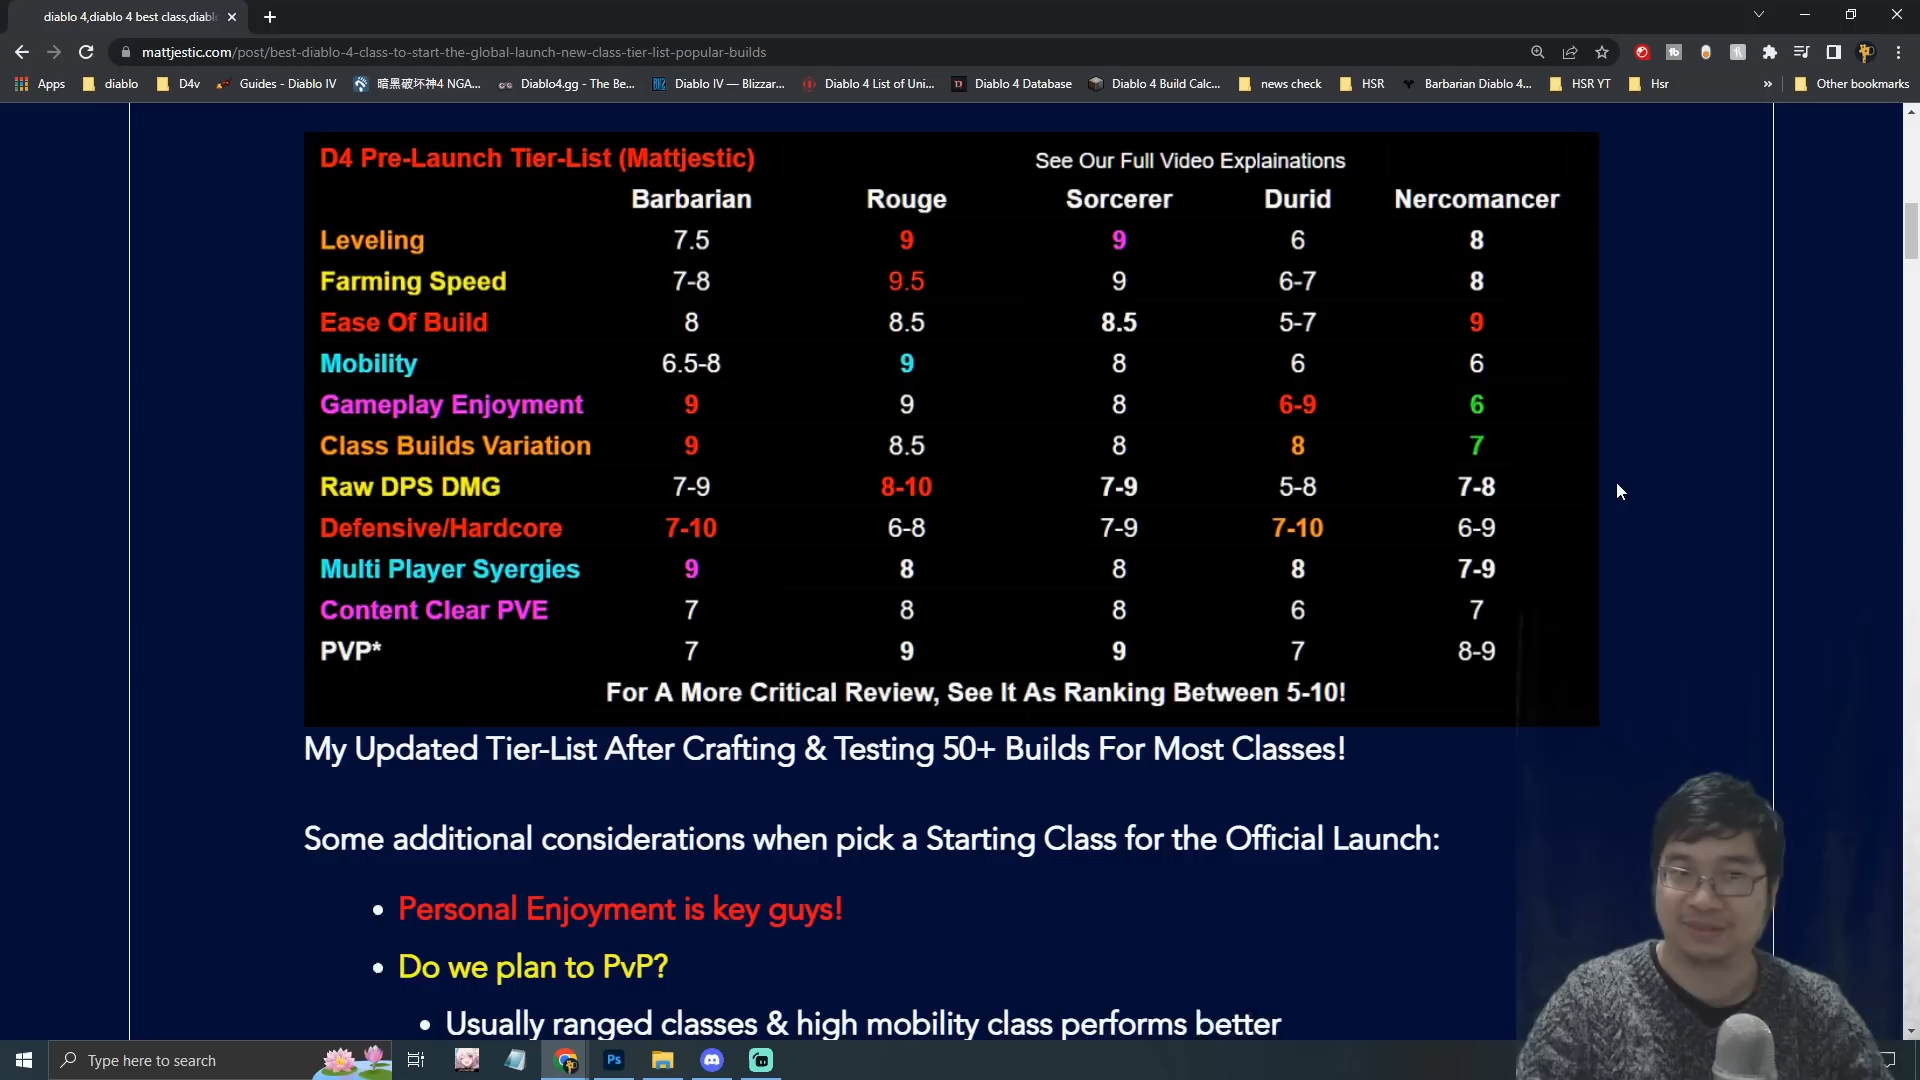 diablo 4,diablo 4 best class,diabl
mattjestic.com/post/best-diablo-4-class-to-start-the-global-launch-new-class-tier-list-popular-builds
Apps diablo D4v Guides - Diablo IV 暗黑破坏神4 NGA... Diablo4.gg - The Be... Diablo IV — Blizzar... Diablo 4 List of Uni... Diablo 4 Database Diablo 4 Build Calc... news check HSR Barbarian Diablo 4... HSR YT Hsr » Other bookmarks
D4 Pre-Launch Tier-List (Mattjestic) See Our Full Video Explainations
Barbarian Rouge Sorcerer Durid Nercomancer
Leveling 7.5 9 9 6 8
Farming Speed 7-8 9.5 9 6-7 8
Ease Of Build 8 8.5 8.5 5-7 9
Mobility 6.5-8 9 8 6 6
Gameplay Enjoyment 9 9 8 6-9 6
Class Builds Variation 9 8.5 8 8 7
Raw DPS DMG 7-9 8-10 7-9 5-8 7-8
Defensive/Hardcore 7-10 6-8 7-9 7-10 6-9
Multi Player Syergies 9 8 8 8 7-9
Content Clear PVE 7 8 8 6 7
PVP* 7 9 9 7 8-9
For A More Critical Review, See It As Ranking Between 5-10!
My Updated Tier-List After Crafting & Testing 50+ Builds For Most Classes!
Some additional considerations when pick a Starting Class for the Official Launch:
• Personal Enjoyment is key guys!
• Do we plan to PvP?
• Usually ranged classes & high mobility class performs better
Type here to search Ps